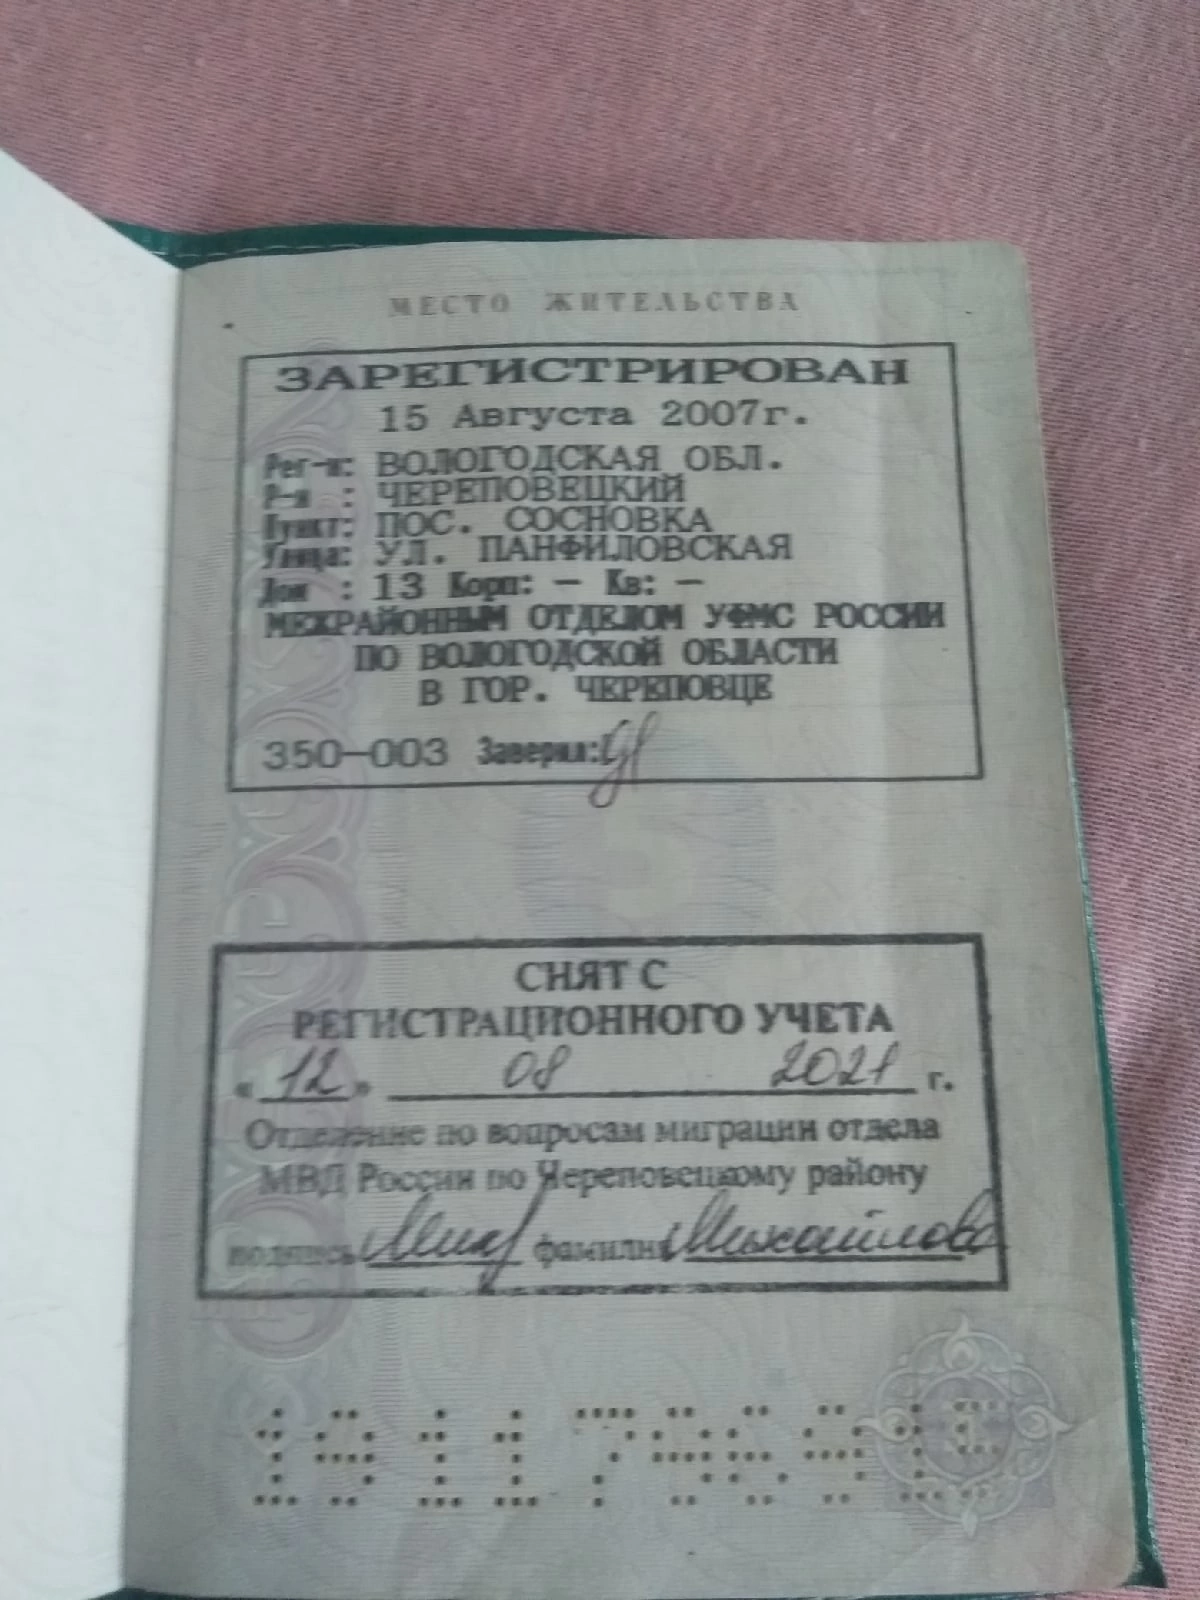 МЕСТО ЖИТЕЛЬСТВА
ЗАРЕГИСТРИРОВАН
15 Августа 2007г.
Рег-н: ВОЛОГОДСКАЯ ОБЛ.
Р-н : ЧЕРЕПОВЕЦКИЙ
Пункт: ПОС. СОСНОВКА
Улица: УЛ. ПАНФИЛОВСКАЯ
Дом : 13 Корп: – Кв: –
МЕЖРАЙОННЫМ ОТДЕЛОМ УФМС РОССИИ
ПО ВОЛОГОДСКОЙ ОБЛАСТИ
В ГОР. ЧЕРЕПОВЦЕ
350-003 Заверил:
СНЯТ С
РЕГИСТРАЦИОННОГО УЧЕТА
« 12 » 08 2021 г.
Отделение по вопросам миграции отдела
МВД России по Череповецкому району
подпись фамилия Михайлова